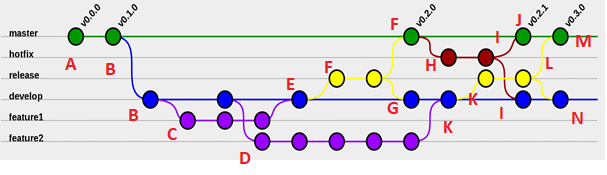 v0.0.0
v0.1.0
v0.2.0
v0.2.1
v0.3.0
master
F
J
I
M
A
B
hotfix
H
L
release
F
E
K
develop
B
G
I
N
feature1
C
K
feature2
D